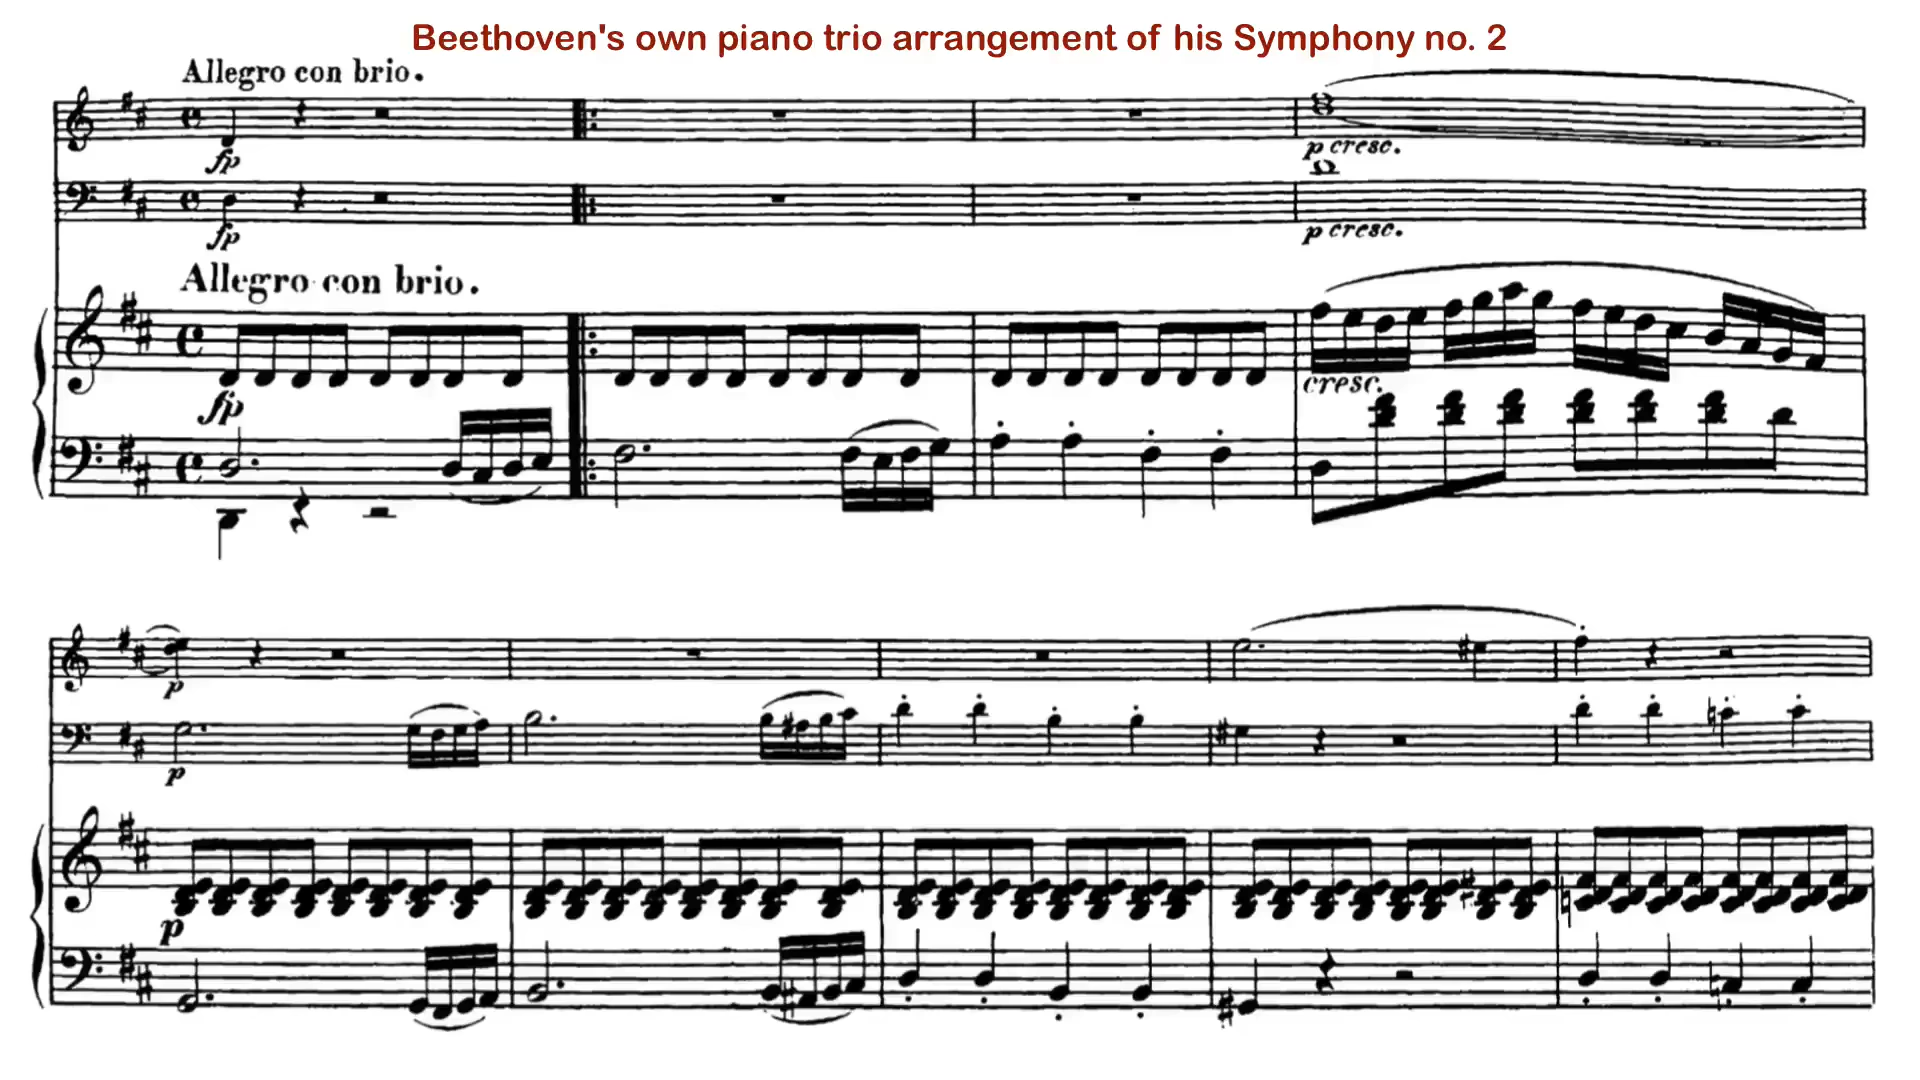 Beethoven's own piano trio arrangement of his Symphony no. 2
Allegro con brio.
fp
p cresc.
fp
p cresc.
Allegro con brio.
fp
cresc.
p
p
p